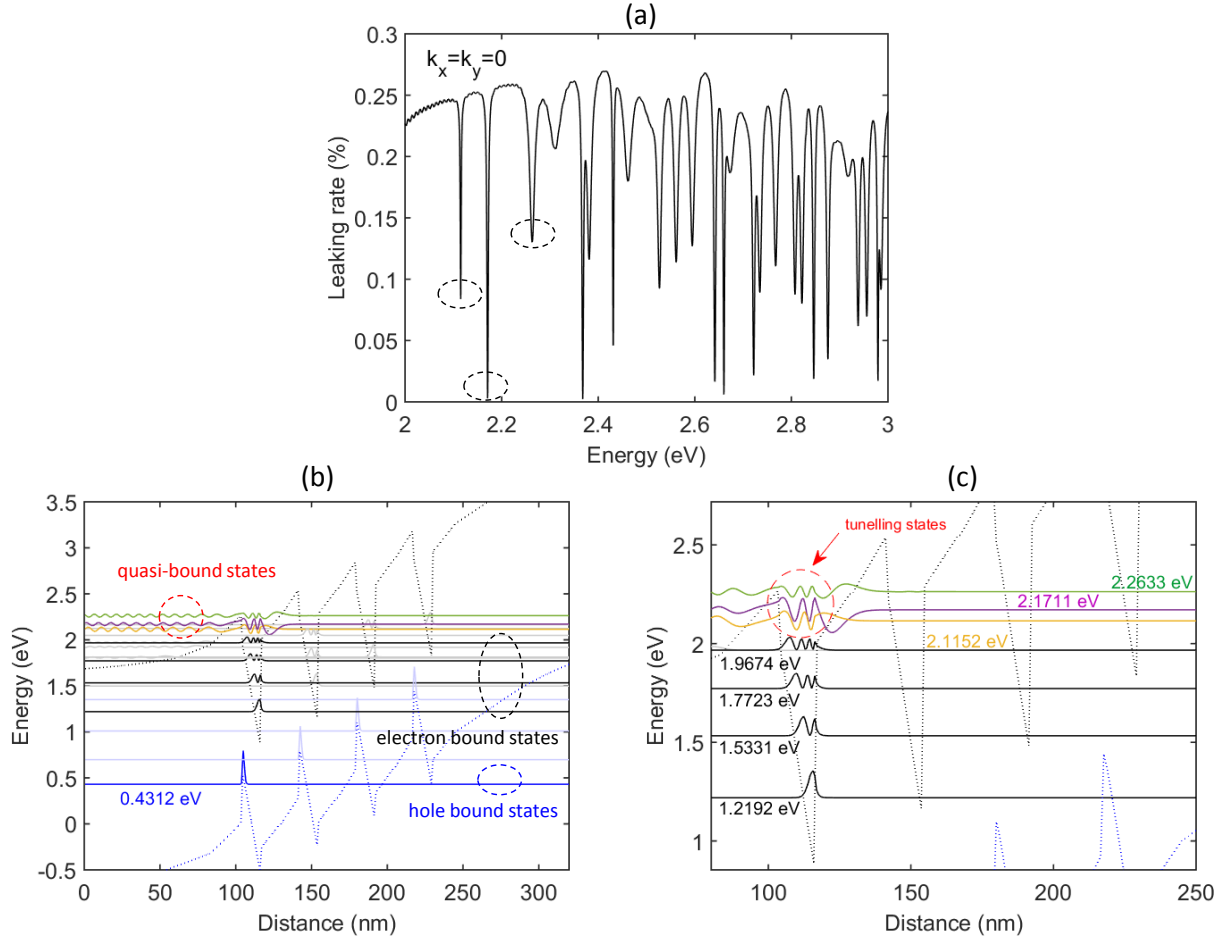 (a)
0.3
0.25
0.2
0.15
0.1
0.05
0
Leaking rate (%)
kx=ky=0
2
2.2
2.4
2.6
2.8
3
Energy (eV)
(b)
3.5
3
2.5
2
1.5
1
0.5
0
-0.5
Energy (eV)
quasi-bound states
electron bound states
0.4312 eV
hole bound states
0
50
100
150
200
250
300
Distance (nm)
(c)
2.5
2
1.5
1
Energy (eV)
tunelling states
2.2633 eV
2.1711 eV
2.1152 eV
1.9674 eV
1.7723 eV
1.5331 eV
1.2192 eV
100
150
200
250
Distance (nm)